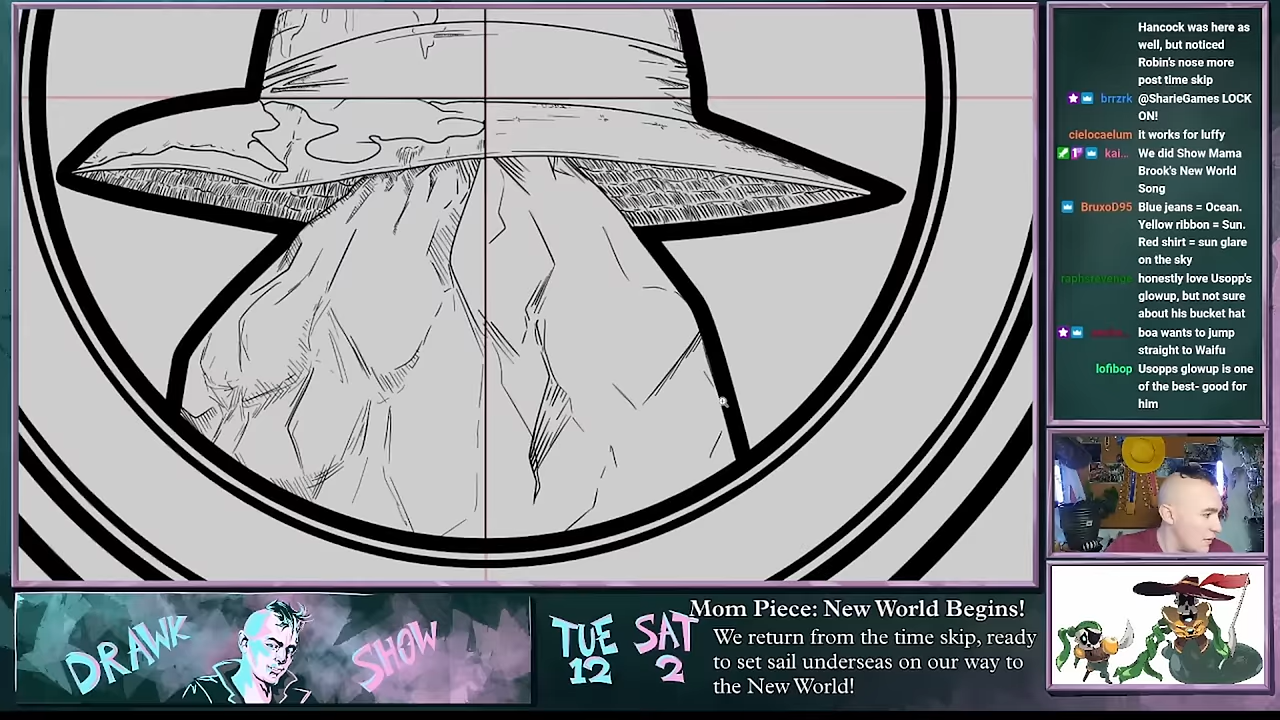 Hancock was here as
well, but noticed
Robin's nose more
post time skip
brrzrk @SharieGames LOCK
ON!
cielocaelum It works for luffy
kai... We did Show Mama
Brook's New World
Song
BruxoD95 Blue jeans = Ocean.
Yellow ribbon = Sun.
Red shirt = sun glare
on the sky
honestly love Usopp's
glowup, but not sure
about his bucket hat
boa wants to jump
straight to Waifu
lofibop Usopps glowup is one
of the best- good for
him
DRAWK SHOW
TUE 12 SAT 2
Mom Piece: New World Begins!
We return from the time skip, ready
to set sail underseas on our way to
the New World!